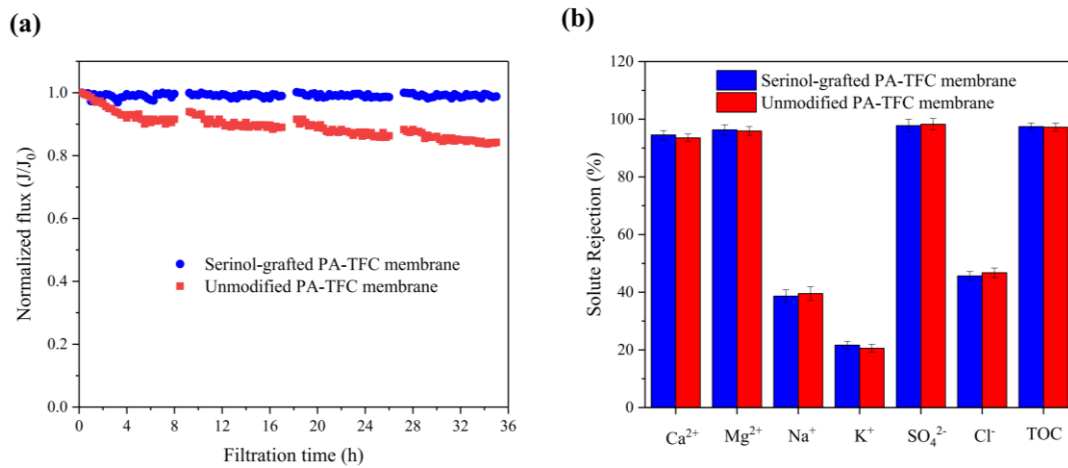 (a)
1.0
0.8
0.6
0.4
0.2
0.0
Normalized flux (J/J₀)
Serinol-grafted PA-TFC membrane
Unmodified PA-TFC membrane
0 4 8 12 16 20 24 28 32 36
Filtration time (h)
(b)
120
100
80
60
40
20
0
Solute Rejection (%)
Serinol-grafted PA-TFC membrane
Unmodified PA-TFC membrane
Ca²⁺ Mg²⁺ Na⁺ K⁺ SO₄²⁻ Cl⁻ TOC